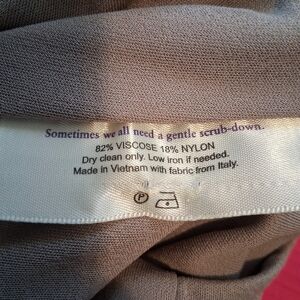 Sometimes we all need a gentle scrub-down.
82% VISCOSE 18% NYLON
Dry clean only. Low iron if needed.
Made in Vietnam with fabric from Italy.
P